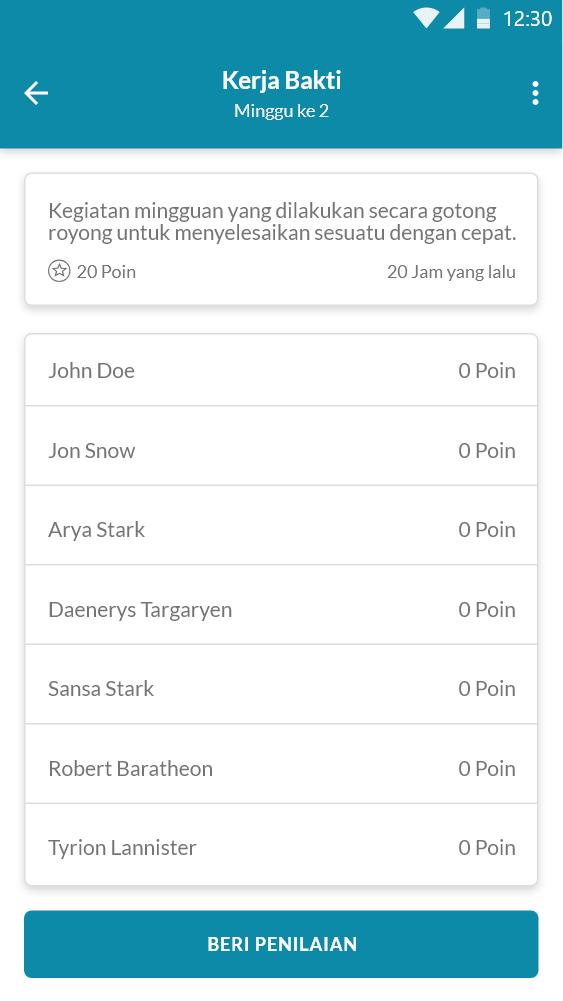 12:30
Kerja Bakti
Minggu ke 2
Kegiatan mingguan yang dilakukan secara gotong
royong untuk menyelesaikan sesuatu dengan cepat.
20 Poin 20 Jam yang lalu
John Doe 0 Poin
Jon Snow 0 Poin
Arya Stark 0 Poin
Daenerys Targaryen 0 Poin
Sansa Stark 0 Poin
Robert Baratheon 0 Poin
Tyrion Lannister 0 Poin
BERI PENILAIAN